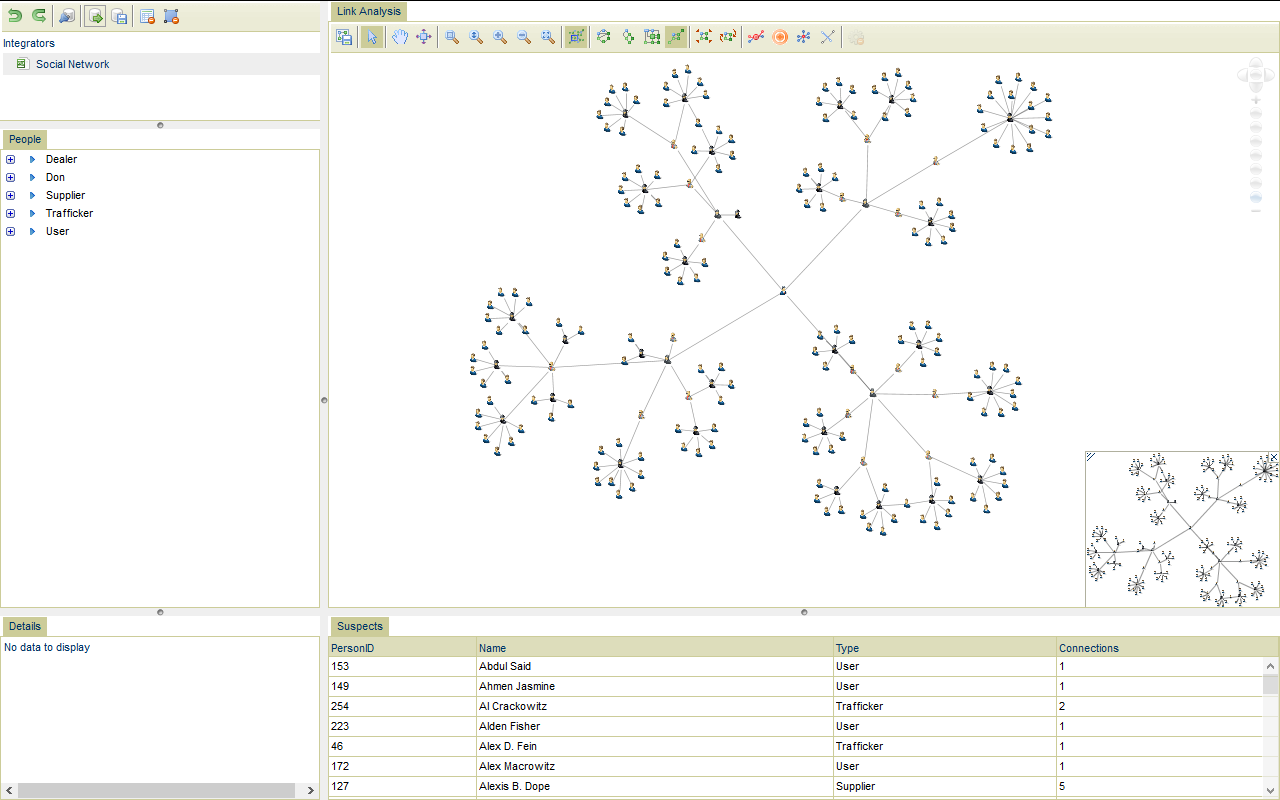 Link Analysis
Integrators
Social Network
People
Dealer
Don
Supplier
Trafficker
User
Details
No data to display
Suspects
PersonID Name Type Connections
153 Abdul Said User 1
149 Ahmen Jasmine User 1
254 Al Crackowitz Trafficker 2
223 Alden Fisher User 1
46 Alex D. Fein Trafficker 1
172 Alex Macrowitz User 1
127 Alexis B. Dope Supplier 5